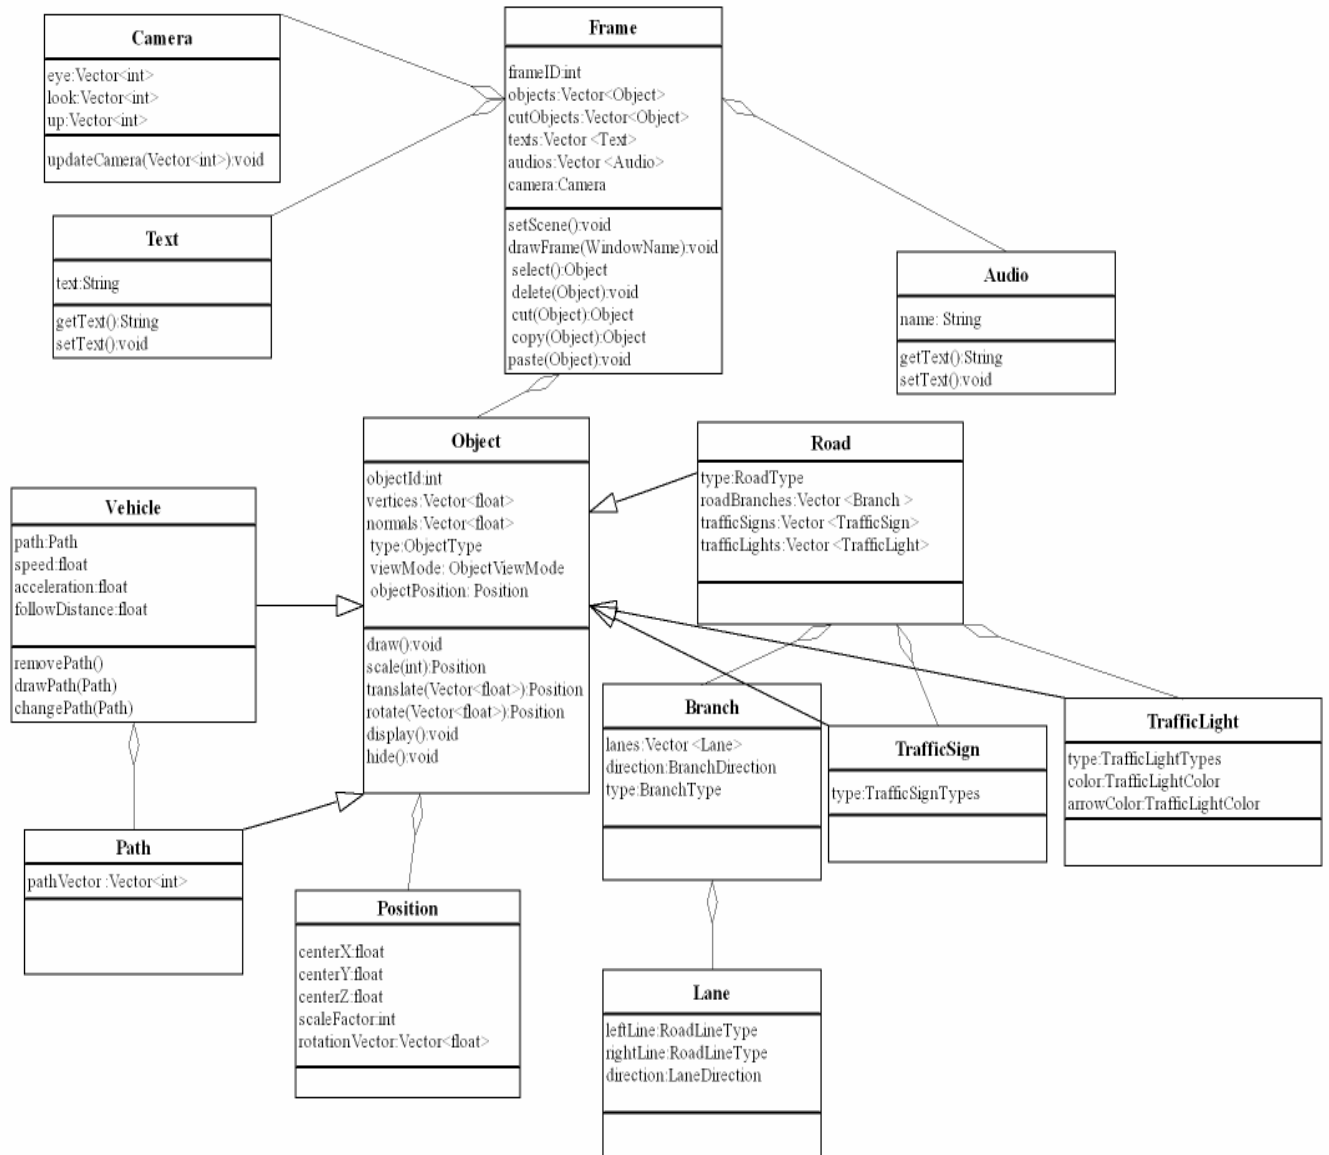 Camera
eye:Vector<int>
look:Vector<int>
up:Vector<int>
updateCamera(Vector<int>):void
Frame
frameID:int
objects:Vector<Object>
cutObjects:Vector<Object>
texts:Vector <Text>
audios:Vector <Audio>
camera:Camera
setScene():void
drawFrame(WindowName):void
select():Object
delete(Object):void
cut(Object):Object
copy(Object):Object
paste(Object):void
Text
text:String
getText():String
setText():void
Audio
name: String
getText():String
setText():void
Object
objectId:int
vertices:Vector<float>
normals:Vector<float>
type:ObjectType
viewMode: ObjectViewMode
objectPosition: Position
draw():void
scale(int):Position
translate(Vector<float>):Position
rotate(Vector<float>):Position
display():void
hide():void
Road
type:RoadType
roadBranches:Vector <Branch >
trafficSigns:Vector <TrafficSign>
trafficLights:Vector <TrafficLight>
Vehicle
path:Path
speed:float
acceleration:float
followDistance:float
removePath()
drawPath(Path)
changePath(Path)
Branch
lanes:Vector <Lane>
direction:BranchDirection
type:BranchType
TrafficSign
type:TrafficSignTypes
TrafficLight
type:TrafficLightTypes
color:TrafficLightColor
arrowColor:TrafficLightColor
Path
pathVector :Vector<int>
Position
centerX:float
centerY:float
centerZ:float
scaleFactor:int
rotationVector:Vector<float>
Lane
leftLine:RoadLineType
rightLine:RoadLineType
direction:LaneDirection